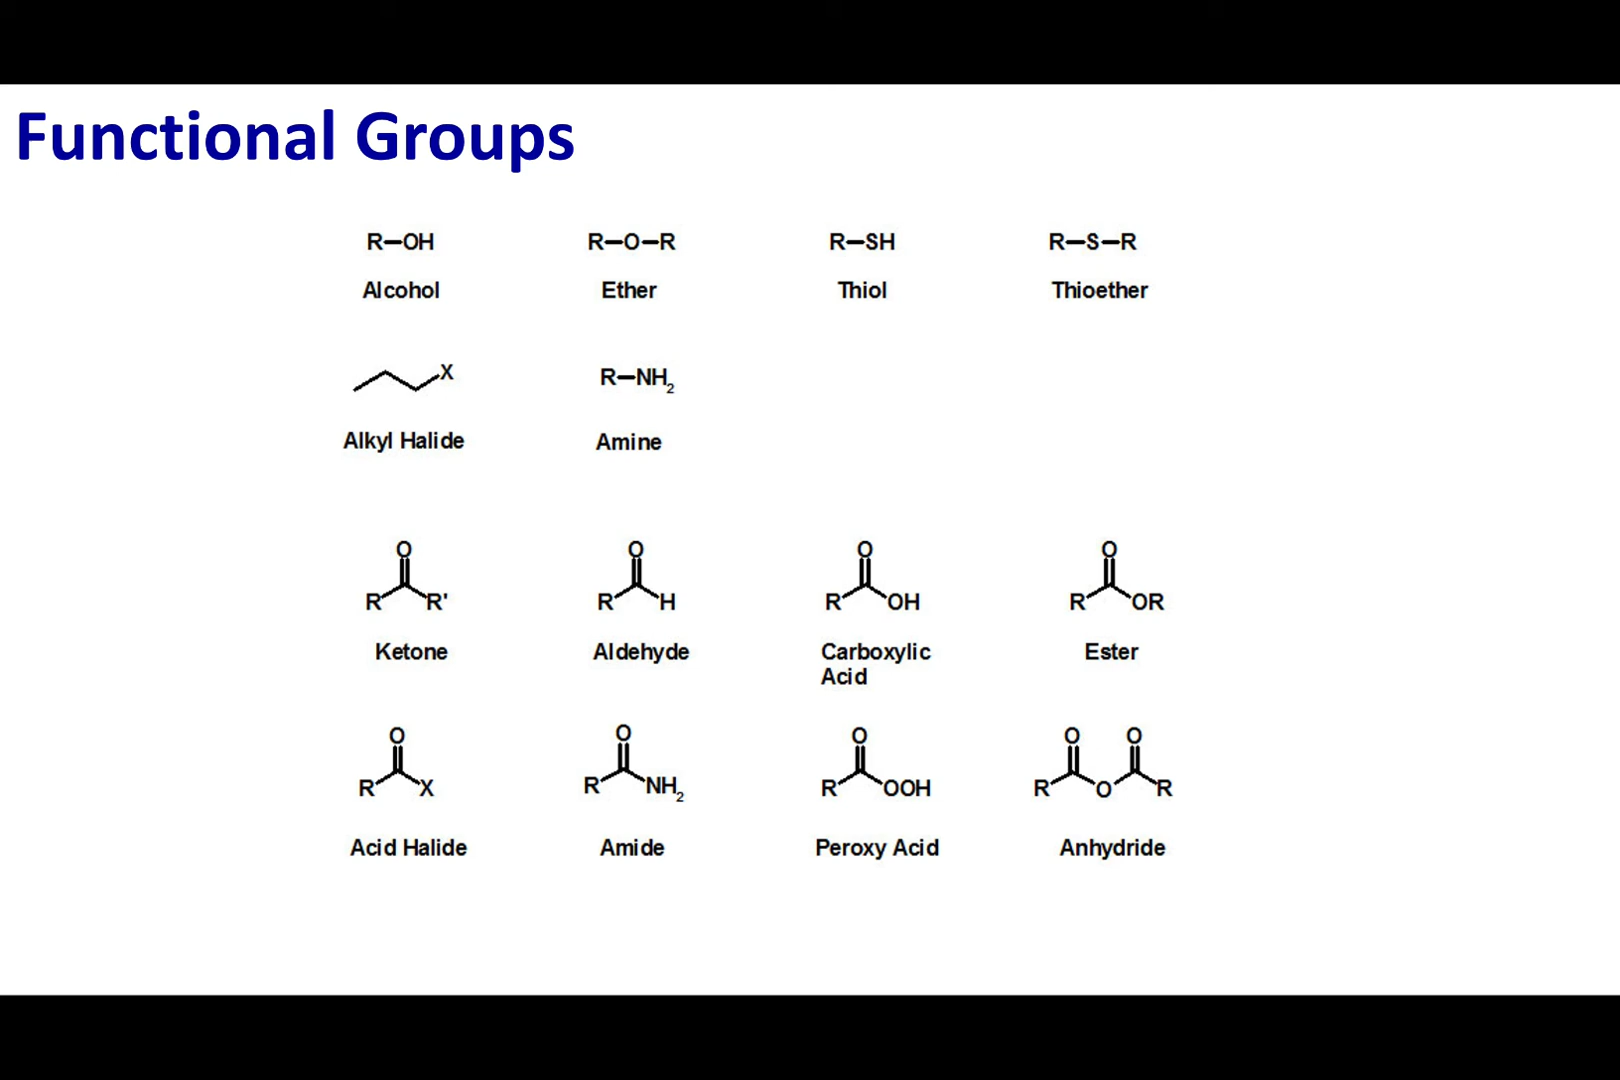 Functional Groups
R–OH R–O–R R–SH R–S–R
Alcohol Ether Thiol Thioether
X R–NH₂
Alkyl Halide Amine
O O O O
R R' R H R OH R OR
Ketone Aldehyde Carboxylic Acid Ester
O O O O O
R X R NH₂ R OOH R O R
Acid Halide Amide Peroxy Acid Anhydride